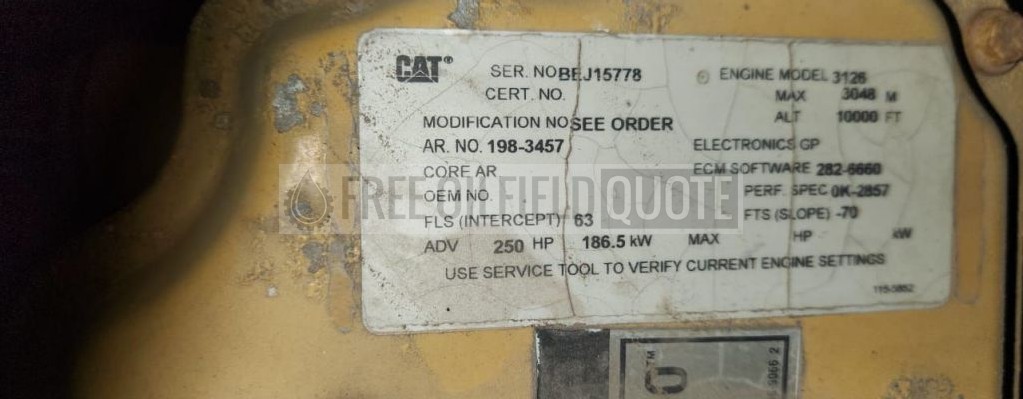 CAT® SER. NO BEJ15778 ENGINE MODEL 3126
CERT. NO. MAX 3048 M
MODIFICATION NO SEE ORDER ALT 10000 FT
AR. NO. 198-3457 ELECTRONICS GP
CORE AR ECM SOFTWARE 282-6660
OEM NO. PERF. SPEC 0K-2857
FREE OILFIELD QUOTE
FLS (INTERCEPT) 63 FTS (SLOPE) -70
ADV 250 HP 186.5 kW MAX HP kW
USE SERVICE TOOL TO VERIFY CURRENT ENGINE SETTINGS
115-5852